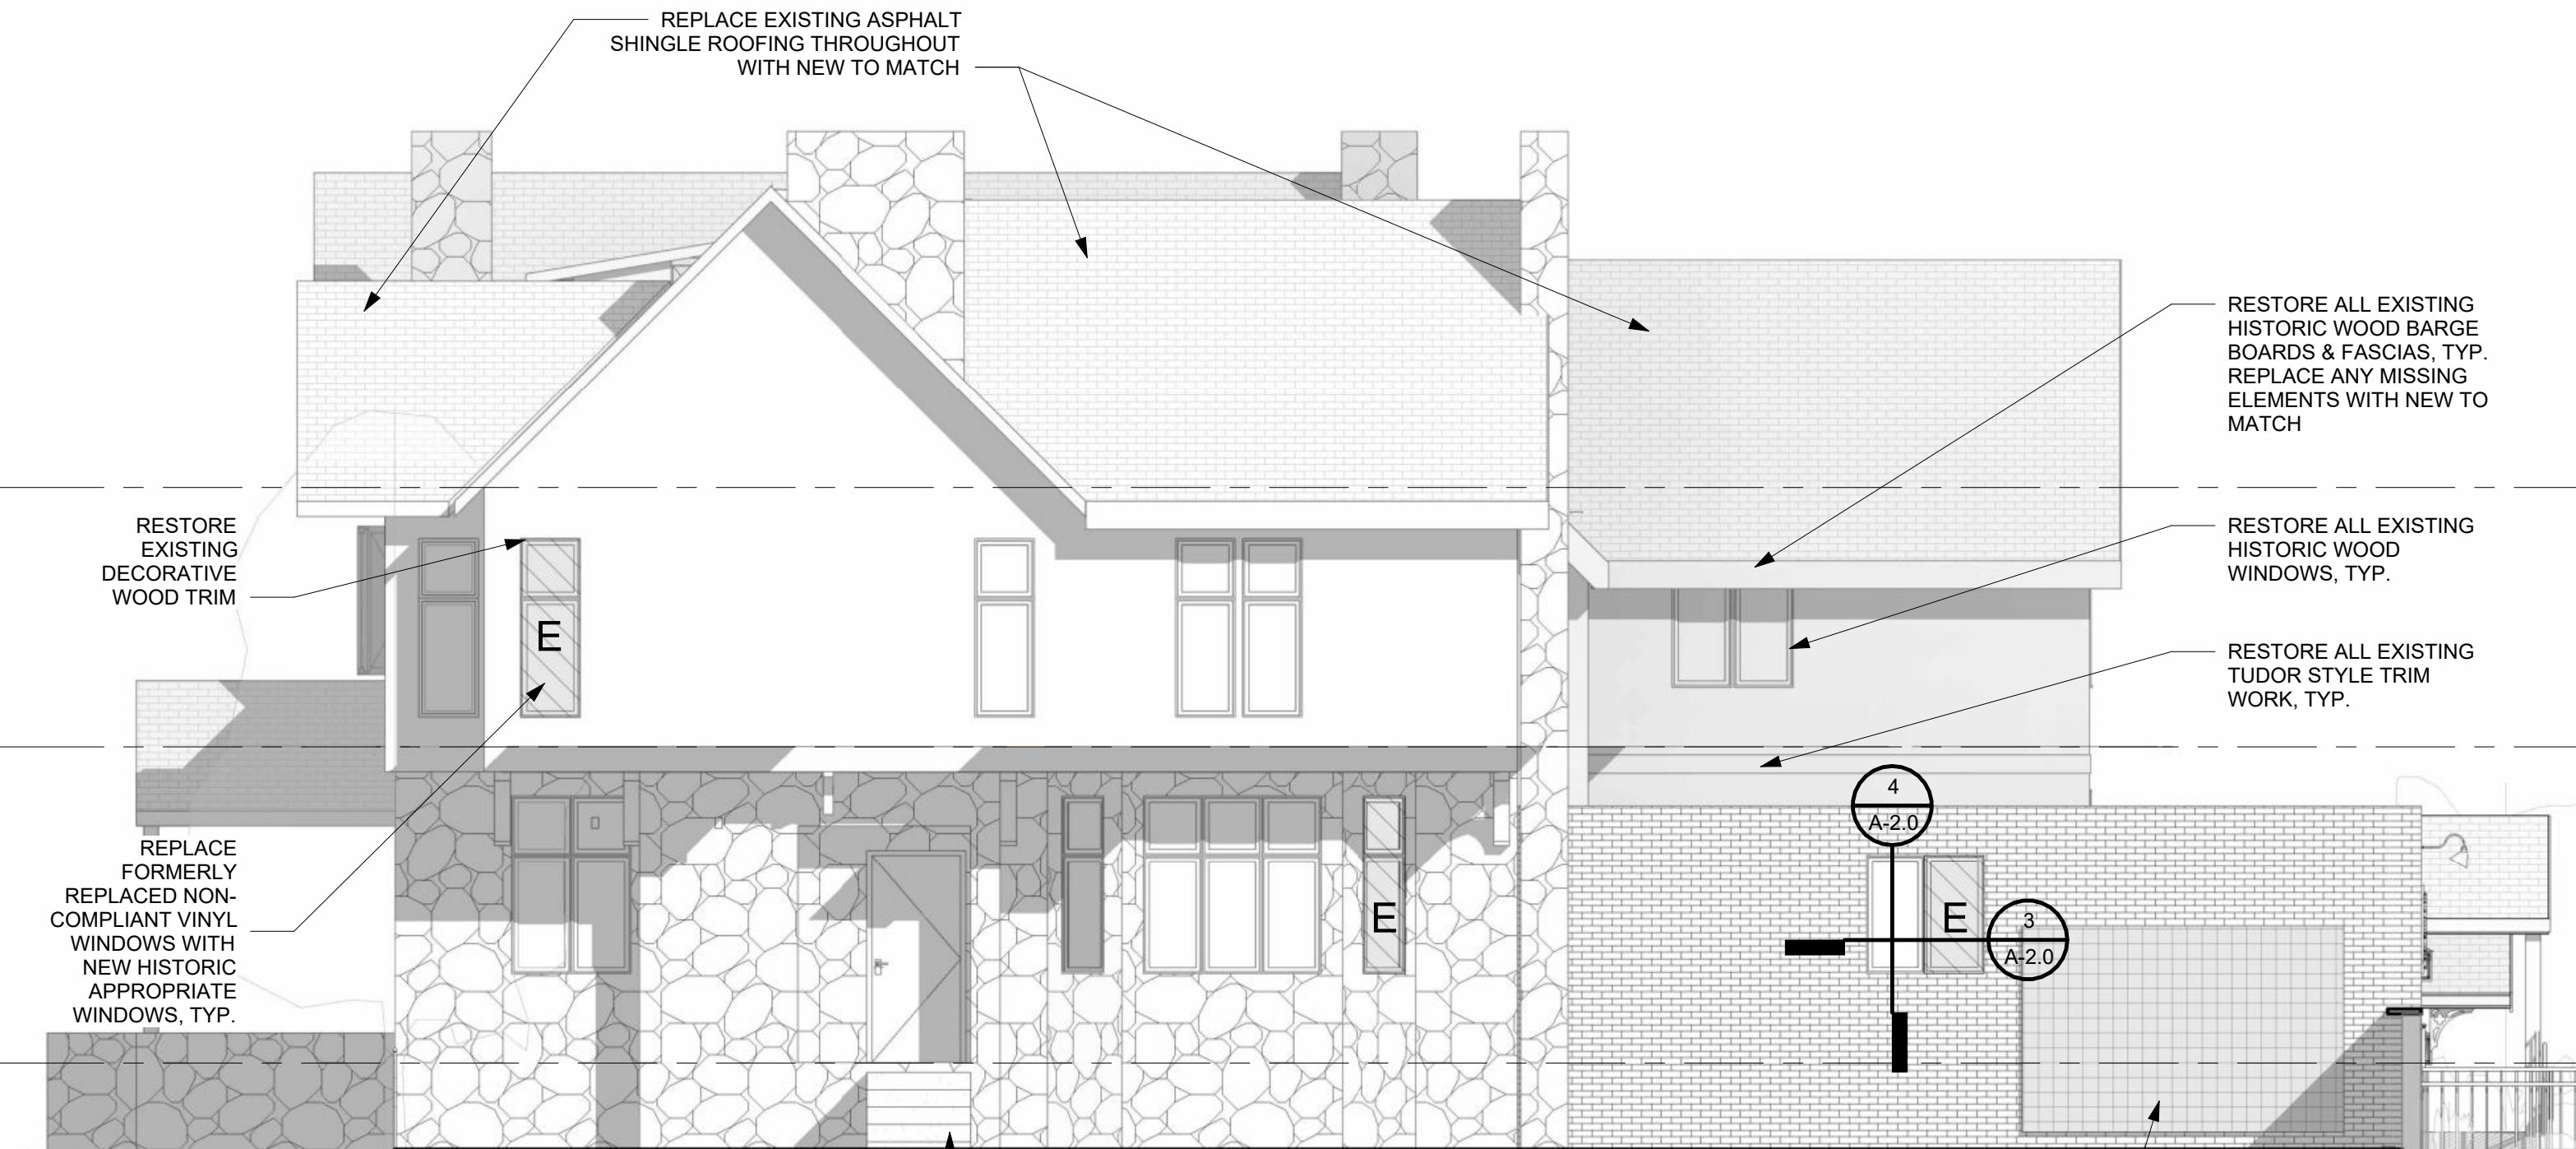 REPLACE EXISTING ASPHALT
SHINGLE ROOFING THROUGHOUT
WITH NEW TO MATCH
RESTORE ALL EXISTING
HISTORIC WOOD BARGE
BOARDS & FASCIAS, TYP.
REPLACE ANY MISSING
ELEMENTS WITH NEW TO
MATCH
RESTORE
EXISTING
DECORATIVE
WOOD TRIM
RESTORE ALL EXISTING
HISTORIC WOOD
WINDOWS, TYP.
E
RESTORE ALL EXISTING
TUDOR STYLE TRIM
WORK, TYP.
4
A-2.0
REPLACE
FORMERLY
REPLACED NON-
COMPLIANT VINYL
WINDOWS WITH
NEW HISTORIC
APPROPRIATE
WINDOWS, TYP.
E
E
3
A-2.0